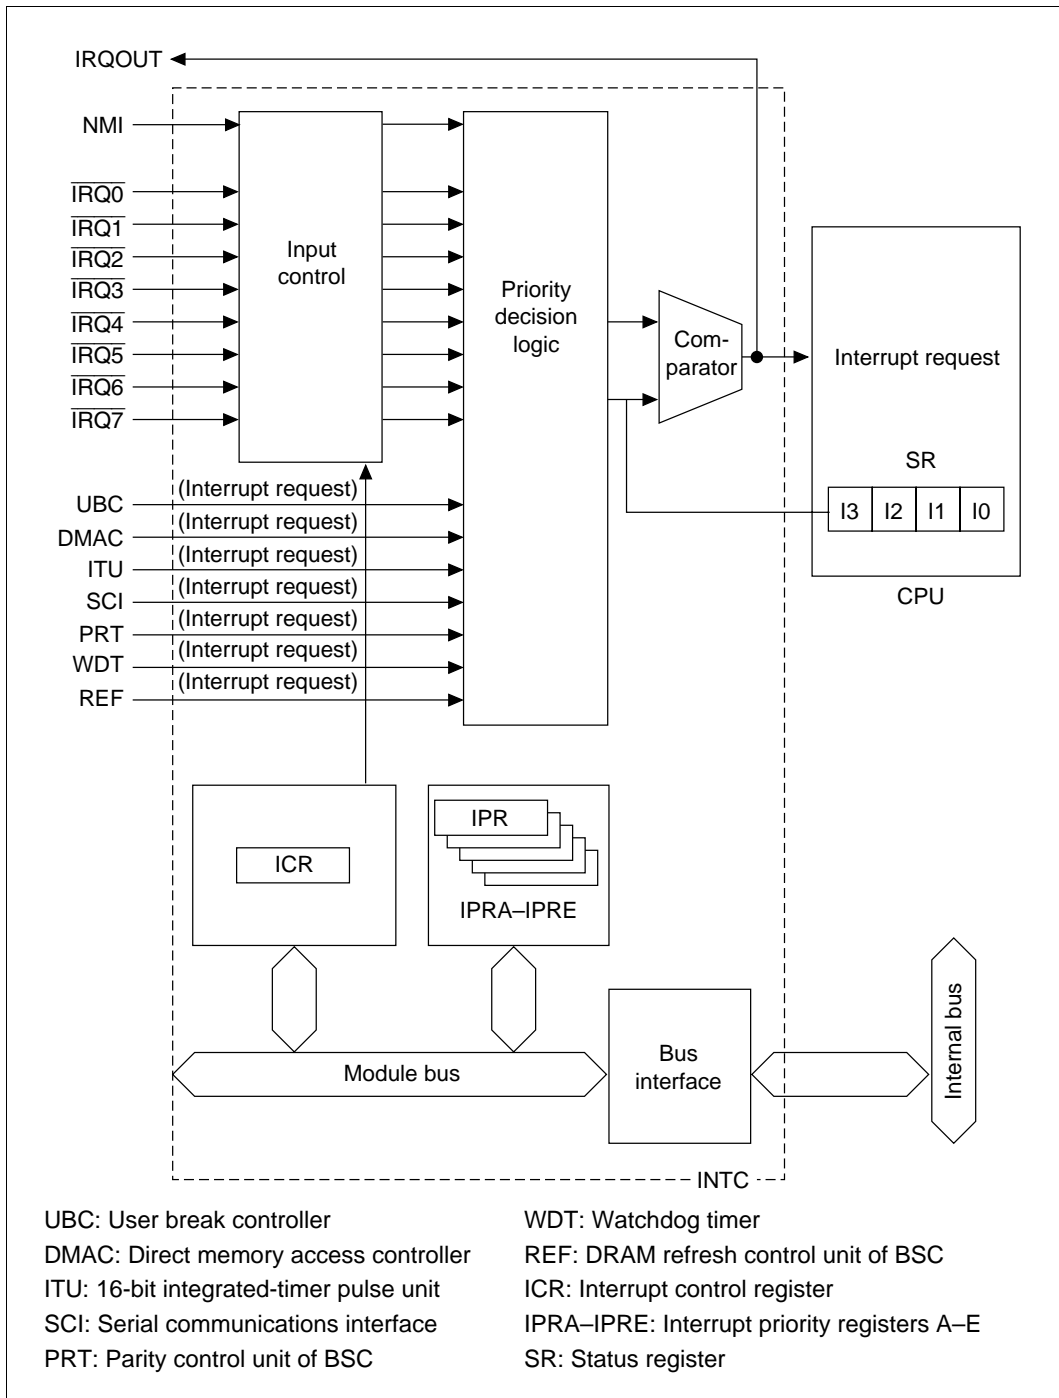 IRQOUT
NMI
IRQ0
IRQ1
IRQ2
IRQ3
IRQ4
IRQ5
IRQ6
IRQ7
Input
control
Priority
decision
logic
Com-
parator
Interrupt request
SR
I3 I2 I1 I0
CPU
UBC
(Interrupt request)
DMAC
(Interrupt request)
ITU
(Interrupt request)
SCI
(Interrupt request)
PRT
(Interrupt request)
WDT
(Interrupt request)
REF
(Interrupt request)
ICR
IPR
IPRA–IPRE
Module bus
Bus
interface
Internal bus
INTC
UBC: User break controller
DMAC: Direct memory access controller
ITU: 16-bit integrated-timer pulse unit
SCI: Serial communications interface
PRT: Parity control unit of BSC
WDT: Watchdog timer
REF: DRAM refresh control unit of BSC
ICR: Interrupt control register
IPRA–IPRE: Interrupt priority registers A–E
SR: Status register